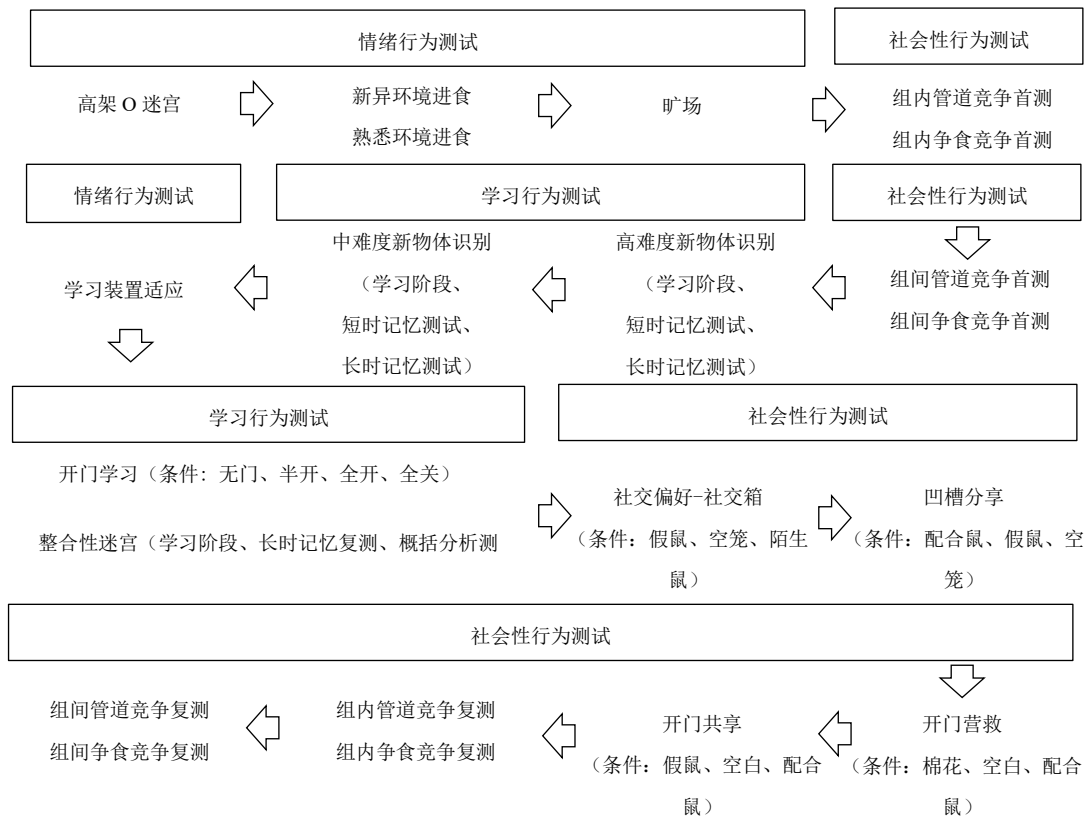 情绪行为测试
社会性行为测试
高架 O 迷宫
新异环境进食
熟悉环境进食
旷场
组内管道竞争首测
组内争食竞争首测
情绪行为测试
学习行为测试
社会性行为测试
学习装置适应
中难度新物体识别
（学习阶段、
短时记忆测试、
长时记忆测试）
高难度新物体识别
（学习阶段、
短时记忆测试、
长时记忆测试）
组间管道竞争首测
组间争食竞争首测
学习行为测试
社会性行为测试
开门学习（条件：无门、半开、全开、全关）
整合性迷宫（学习阶段、长时记忆复测、概括分析测
社交偏好-社交箱
（条件：假鼠、空笼、陌生
鼠）
凹槽分享
（条件：配合鼠、假鼠、空
笼）
社会性行为测试
组间管道竞争复测
组间争食竞争复测
组内管道竞争复测
组内争食竞争复测
开门共享
（条件：假鼠、空白、配合
鼠）
开门营救
（条件：棉花、空白、配合
鼠）